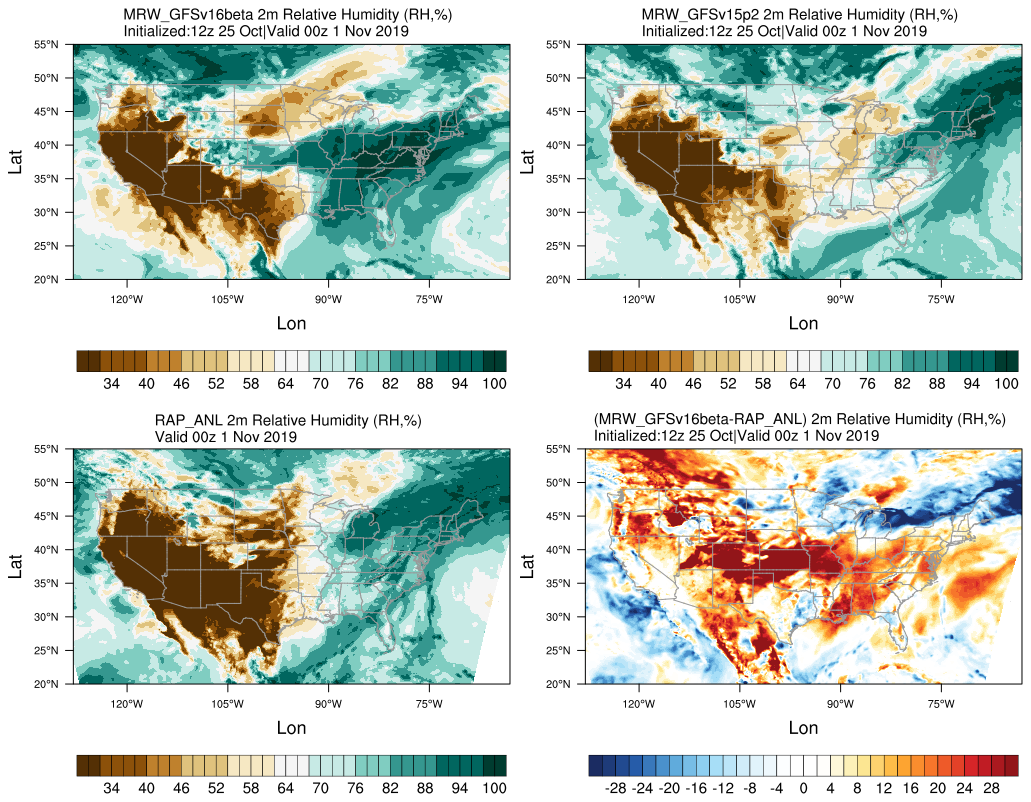 MRW_GFSv16beta 2m Relative Humidity (RH,%)
Initialized:12z 25 Oct|Valid 00z 1 Nov 2019
55°N
50°N
45°N
40°N
35°N
30°N
25°N
20°N
Lat
120°W 105°W 90°W 75°W
Lon
34 40 46 52 58 64 70 76 82 88 94 100
MRW_GFSv15p2 2m Relative Humidity (RH,%)
Initialized:12z 25 Oct|Valid 00z 1 Nov 2019
55°N
50°N
45°N
40°N
35°N
30°N
25°N
20°N
Lat
120°W 105°W 90°W 75°W
Lon
34 40 46 52 58 64 70 76 82 88 94 100
RAP_ANL 2m Relative Humidity (RH,%)
Valid 00z 1 Nov 2019
55°N
50°N
45°N
40°N
35°N
30°N
25°N
20°N
Lat
120°W 105°W 90°W 75°W
Lon
34 40 46 52 58 64 70 76 82 88 94 100
(MRW_GFSv16beta-RAP_ANL) 2m Relative Humidity (RH,%)
Initialized:12z 25 Oct|Valid 00z 1 Nov 2019
55°N
50°N
45°N
40°N
35°N
30°N
25°N
20°N
Lat
120°W 105°W 90°W 75°W
Lon
-28 -24 -20 -16 -12 -8 -4 0 4 8 12 16 20 24 28